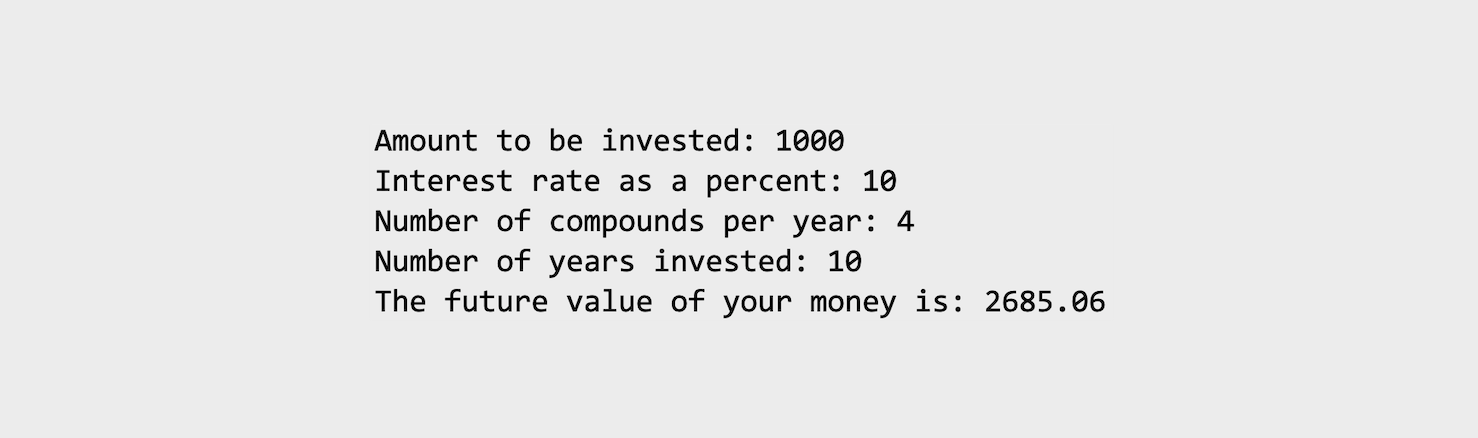 Amount to be invested: 1000
Interest rate as a percent: 10
Number of compounds per year: 4
Number of years invested: 10
The future value of your money is: 2685.06